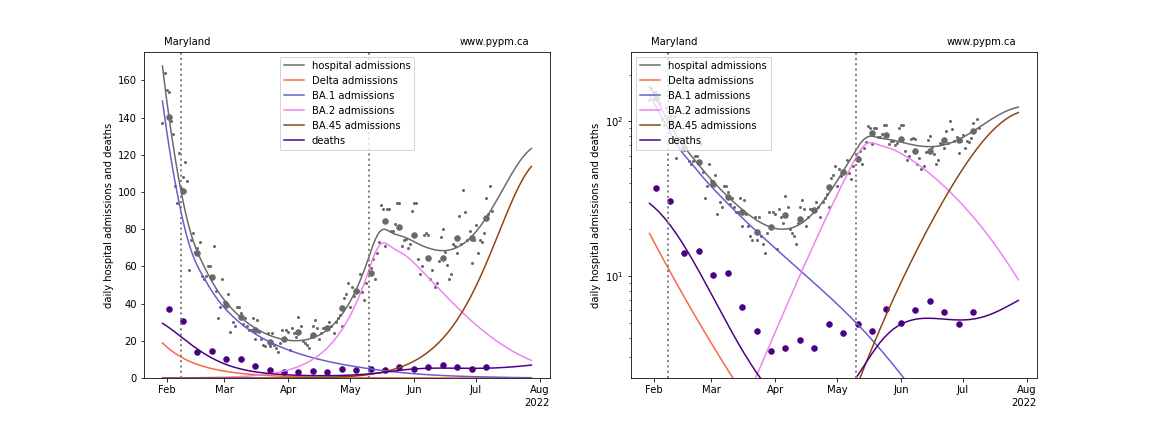 Maryland www.pypm.ca
hospital admissions
Delta admissions
BA.1 admissions
BA.2 admissions
BA.45 admissions
deaths
daily hospital admissions and deaths
160
140
120
100
80
60
40
20
0
Feb Mar Apr May Jun Jul Aug
2022
Maryland www.pypm.ca
hospital admissions
Delta admissions
BA.1 admissions
BA.2 admissions
BA.45 admissions
deaths
daily hospital admissions and deaths
10²
10¹
Feb Mar Apr May Jun Jul Aug
2022